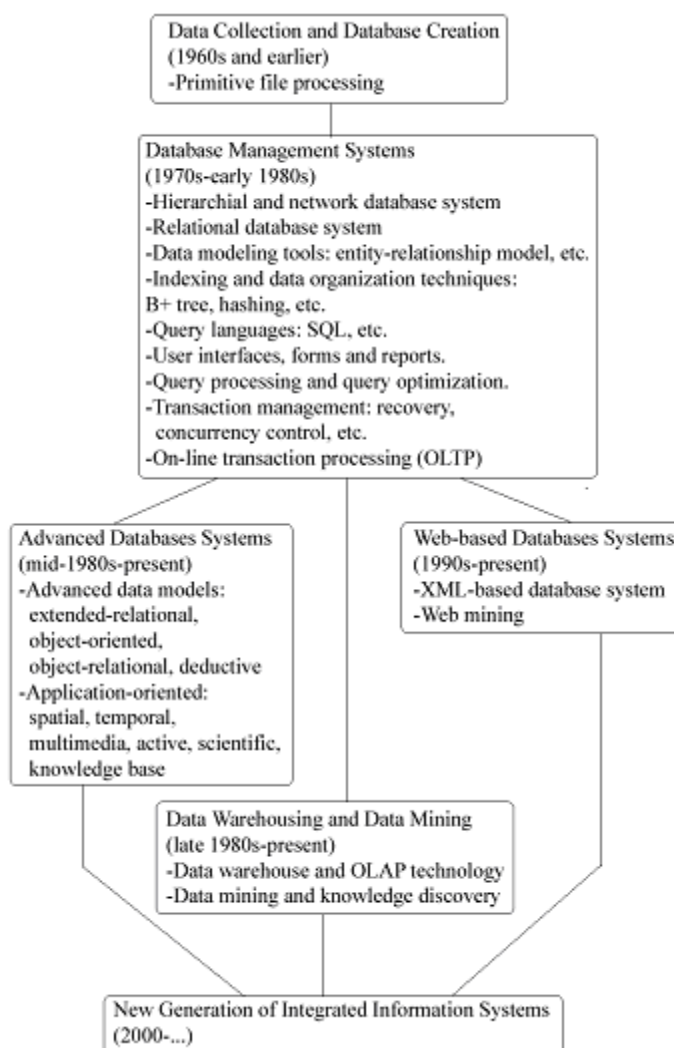 Data Collection and Database Creation
(1960s and earlier)
-Primitive file processing
Database Management Systems
(1970s-early 1980s)
-Hierarchial and network database system
-Relational database system
-Data modeling tools: entity-relationship model, etc.
-Indexing and data organization techniques:
B+ tree, hashing, etc.
-Query languages: SQL, etc.
-User interfaces, forms and reports.
-Query processing and query optimization.
-Transaction management: recovery,
concurrency control, etc.
-On-line transaction processing (OLTP)
Advanced Databases Systems
(mid-1980s-present)
-Advanced data models:
extended-relational,
object-oriented,
object-relational, deductive
-Application-oriented:
spatial, temporal,
multimedia, active, scientific,
knowledge base
Web-based Databases Systems
(1990s-present)
-XML-based database system
-Web mining
Data Warehousing and Data Mining
(late 1980s-present)
-Data warehouse and OLAP technology
-Data mining and knowledge discovery
New Generation of Integrated Information Systems
(2000-...)